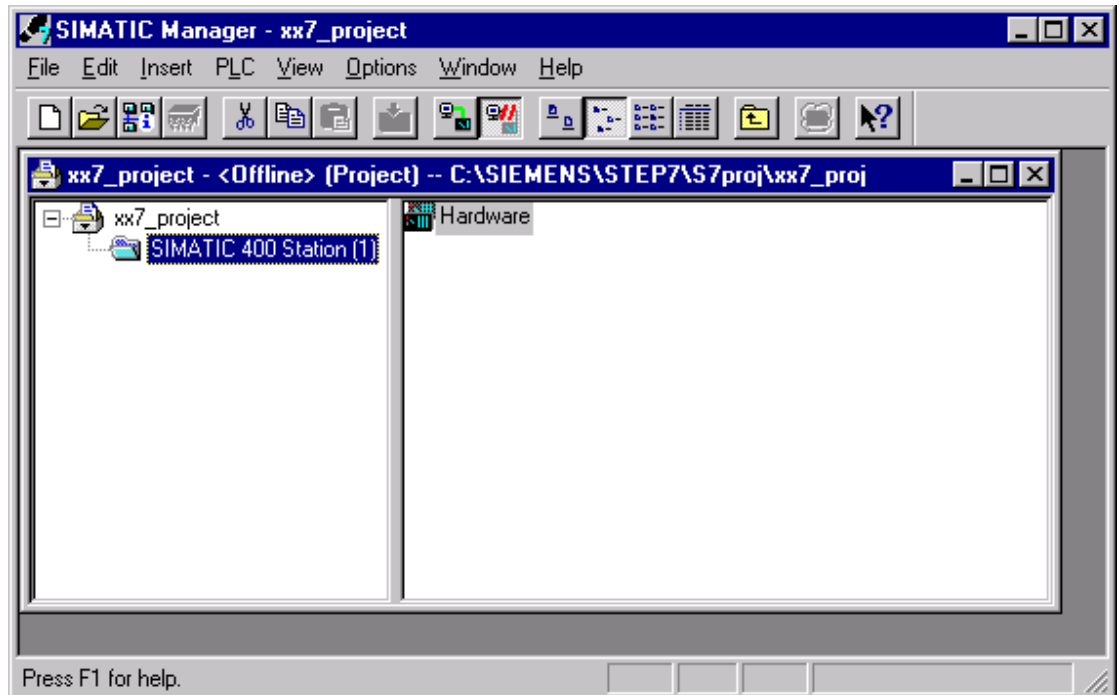 SIMATIC Manager - xx7_project
File Edit Insert PLC View Options Window Help
xx7_project - <Offline> (Project) -- C:\SIEMENS\STEP7\S7proj\xx7_proj
xx7_project
SIMATIC 400 Station (1)
Hardware
Press F1 for help.